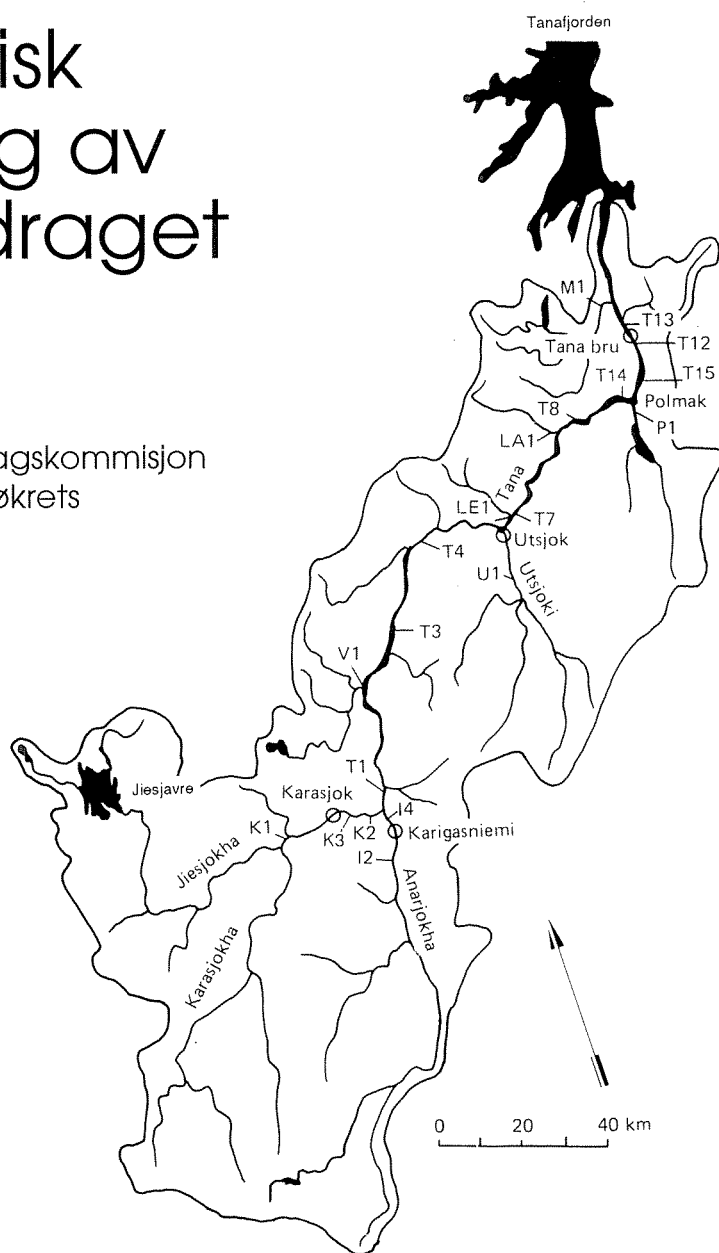 Tanafjorden
isk
g av
draget
M1
T13
Tana bru
T12
T14
T15
T8
Polmak
P1
LA1
Tana
agskommisjon
økrets
LE1
T7
Utsjok
T4
U1
Utsjoki
T3
V1
Jiesjavre
T1
Karasjok
I4
K1
K3
K2
Karigasniemi
I2
Jiesjokha
Anarjokha
Karasjokha
0 20 40 km